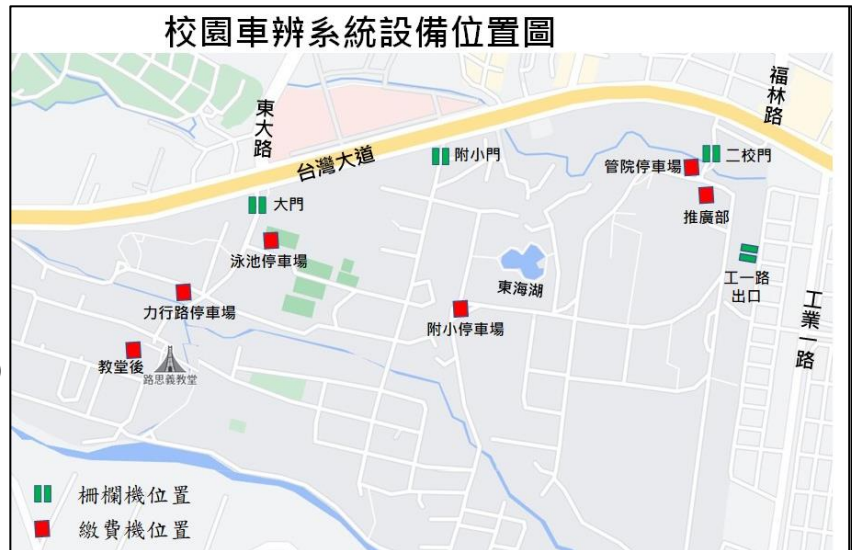 校園車辨系統設備位置圖
福林路
東大路
台灣大道
附小門
二校門
管院停車場
推廣部
大門
泳池停車場
東海湖
工一路
出口
工業一路
力行路停車場
附小停車場
教堂後
路思義教堂
柵欄機位置
繳費機位置